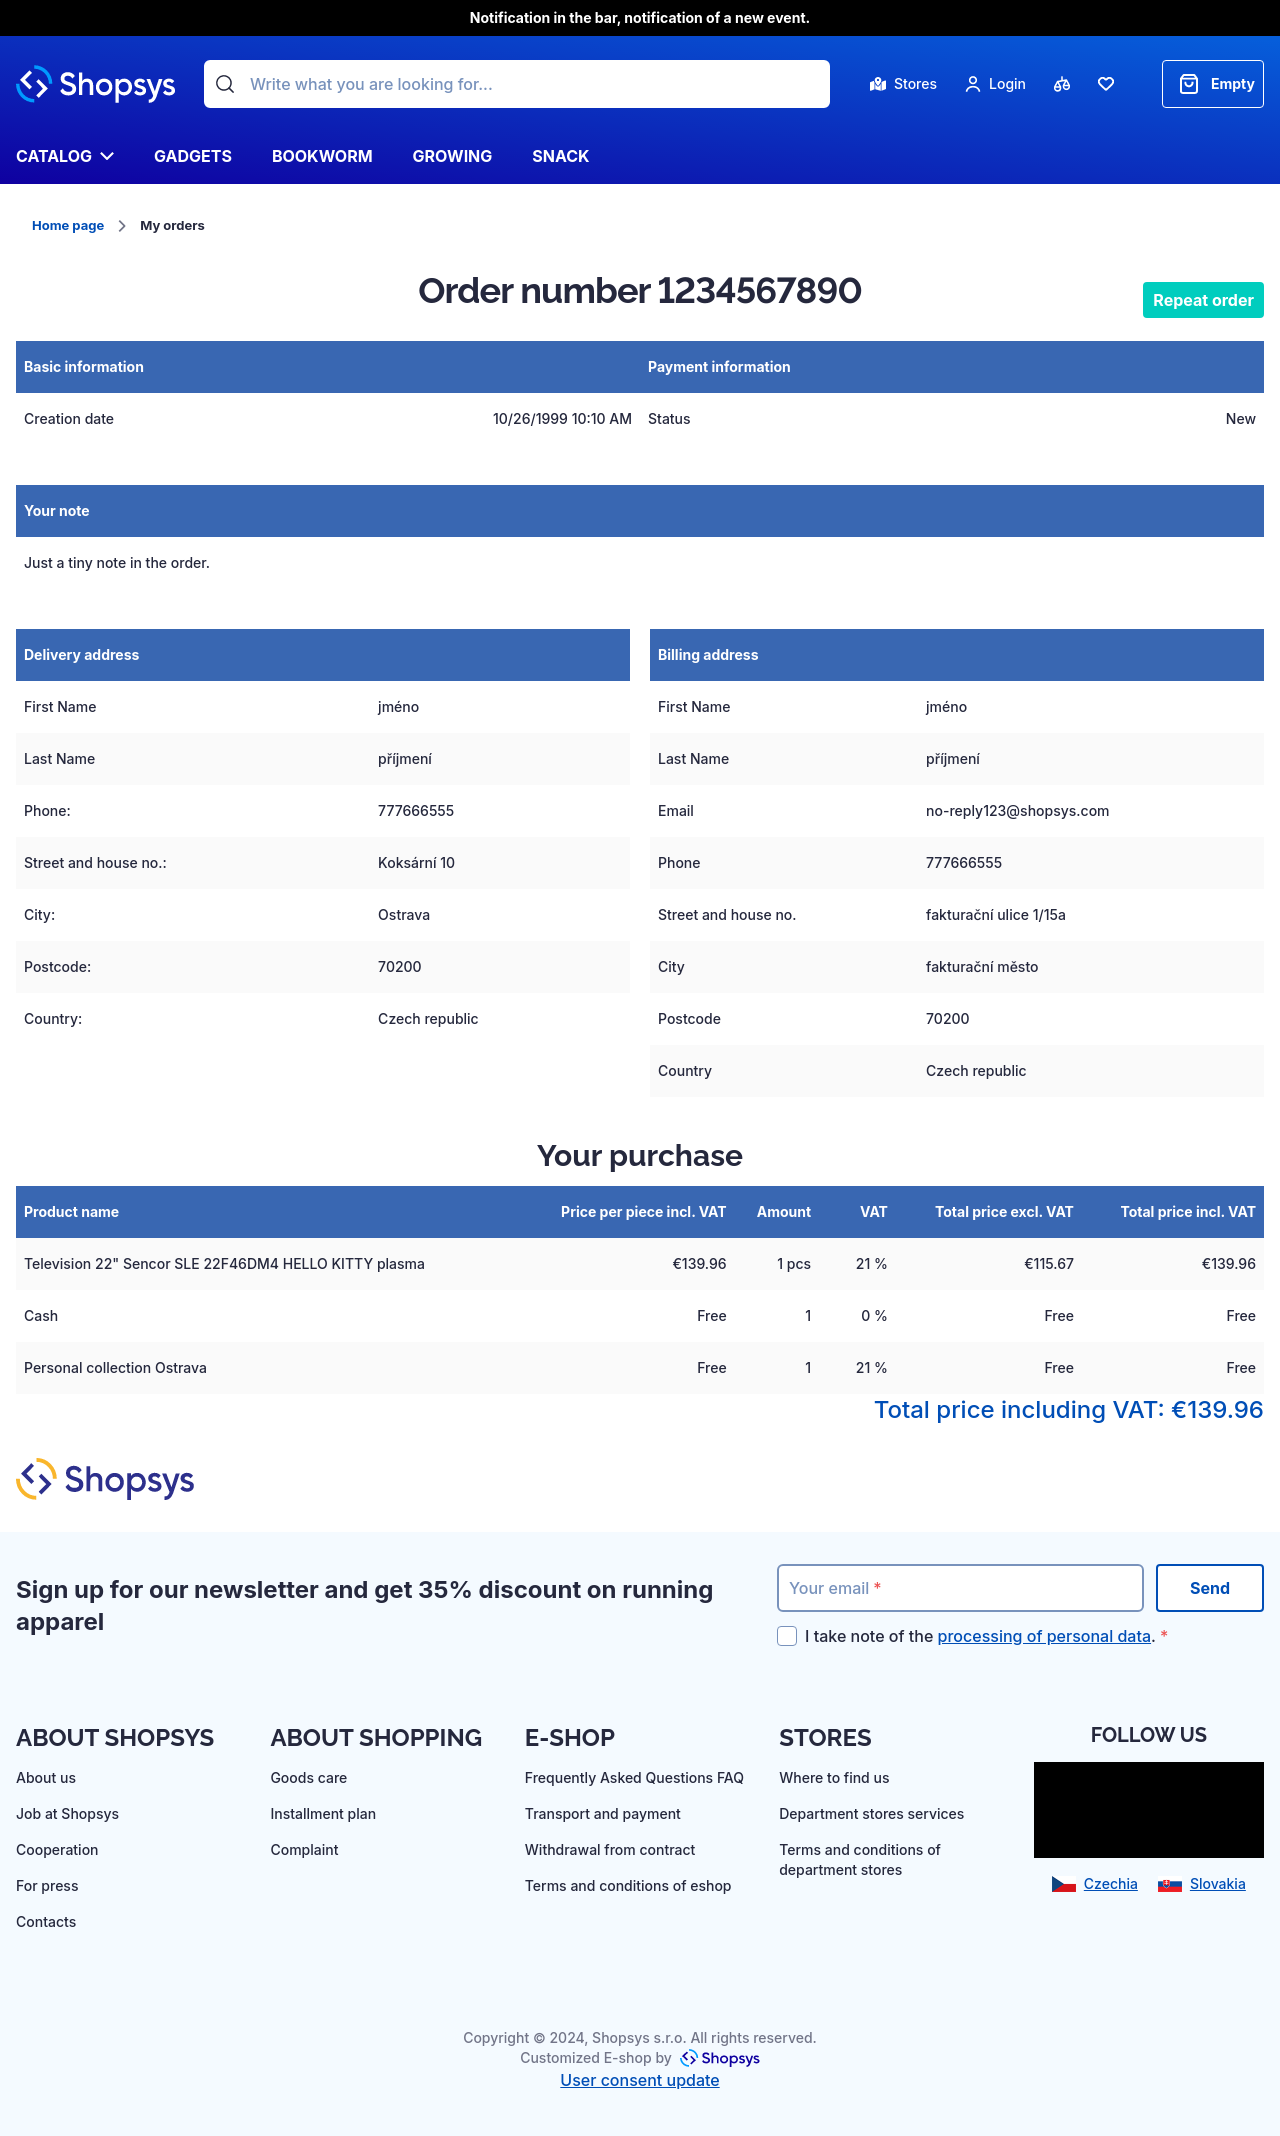 Notification in the bar, notification of a new event.
Shopsys
Write what you are looking for...
Stores
Login
Empty
CATALOG
GADGETS
BOOKWORM
GROWING
SNACK
Home page
My orders
Order number 1234567890
Repeat order
Basic information
Payment information
Creation date
10/26/1999 10:10 AM
Status
New
Your note
Just a tiny note in the order.
Delivery address
First Name
jméno
Last Name
příjmení
Phone:
777666555
Street and house no.:
Koksární 10
City:
Ostrava
Postcode:
70200
Country:
Czech republic
Billing address
First Name
jméno
Last Name
příjmení
Email
no-reply123@shopsys.com
Phone
777666555
Street and house no.
fakturační ulice 1/15a
City
fakturační město
Postcode
70200
Country
Czech republic
Your purchase
Product name
Price per piece incl. VAT
Amount
VAT
Total price excl. VAT
Total price incl. VAT
Television 22" Sencor SLE 22F46DM4 HELLO KITTY plasma
€139.96
1 pcs
21 %
€115.67
€139.96
Cash
Free
1
0 %
Free
Free
Personal collection Ostrava
Free
1
21 %
Free
Free
Total price including VAT: €139.96
Shopsys
Sign up for our newsletter and get 35% discount on running
apparel
Your email *
Send
I take note of the processing of personal data. *
ABOUT SHOPSYS
About us
Job at Shopsys
Cooperation
For press
Contacts
ABOUT SHOPPING
Goods care
Installment plan
Complaint
E-SHOP
Frequently Asked Questions FAQ
Transport and payment
Withdrawal from contract
Terms and conditions of eshop
STORES
Where to find us
Department stores services
Terms and conditions of
department stores
FOLLOW US
Czechia
Slovakia
Copyright © 2024, Shopsys s.r.o. All rights reserved.
Customized E-shop by Shopsys
User consent update